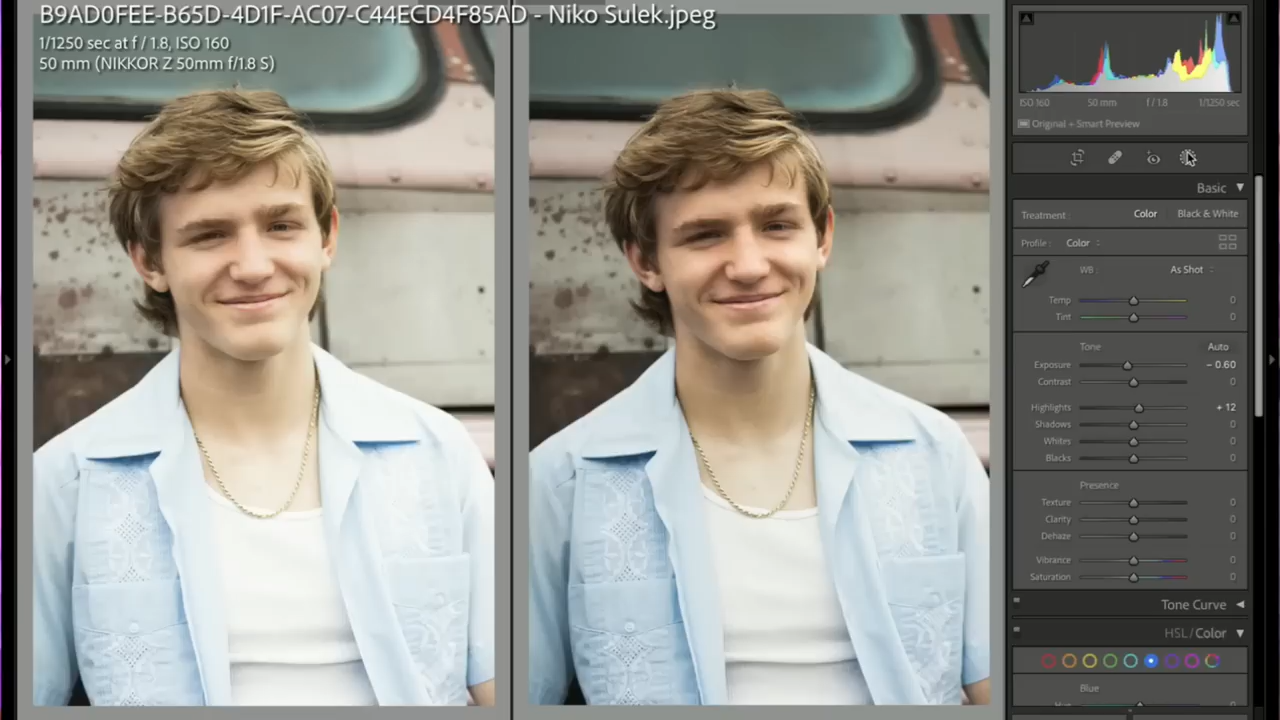 B9AD0FEE-B65D-4D1F-AC07-C44ECD4F85AD - Niko Sulek.jpeg
1/1250 sec at f / 1.8, ISO 160
50 mm (NIKKOR Z 50mm f/1.8 S)
ISO 160 50 mm f / 1.8 1/1250 sec
Original + Smart Preview
Basic
Treatment : Color Black & White
Profile : Color
WB : As Shot
Temp 0
Tint 0
Tone Auto
Exposure – 0.60
Contrast 0
Highlights + 12
Shadows 0
Whites 0
Blacks 0
Presence
Texture 0
Clarity 0
Dehaze 0
Vibrance 0
Saturation 0
Tone Curve
HSL / Color
Blue